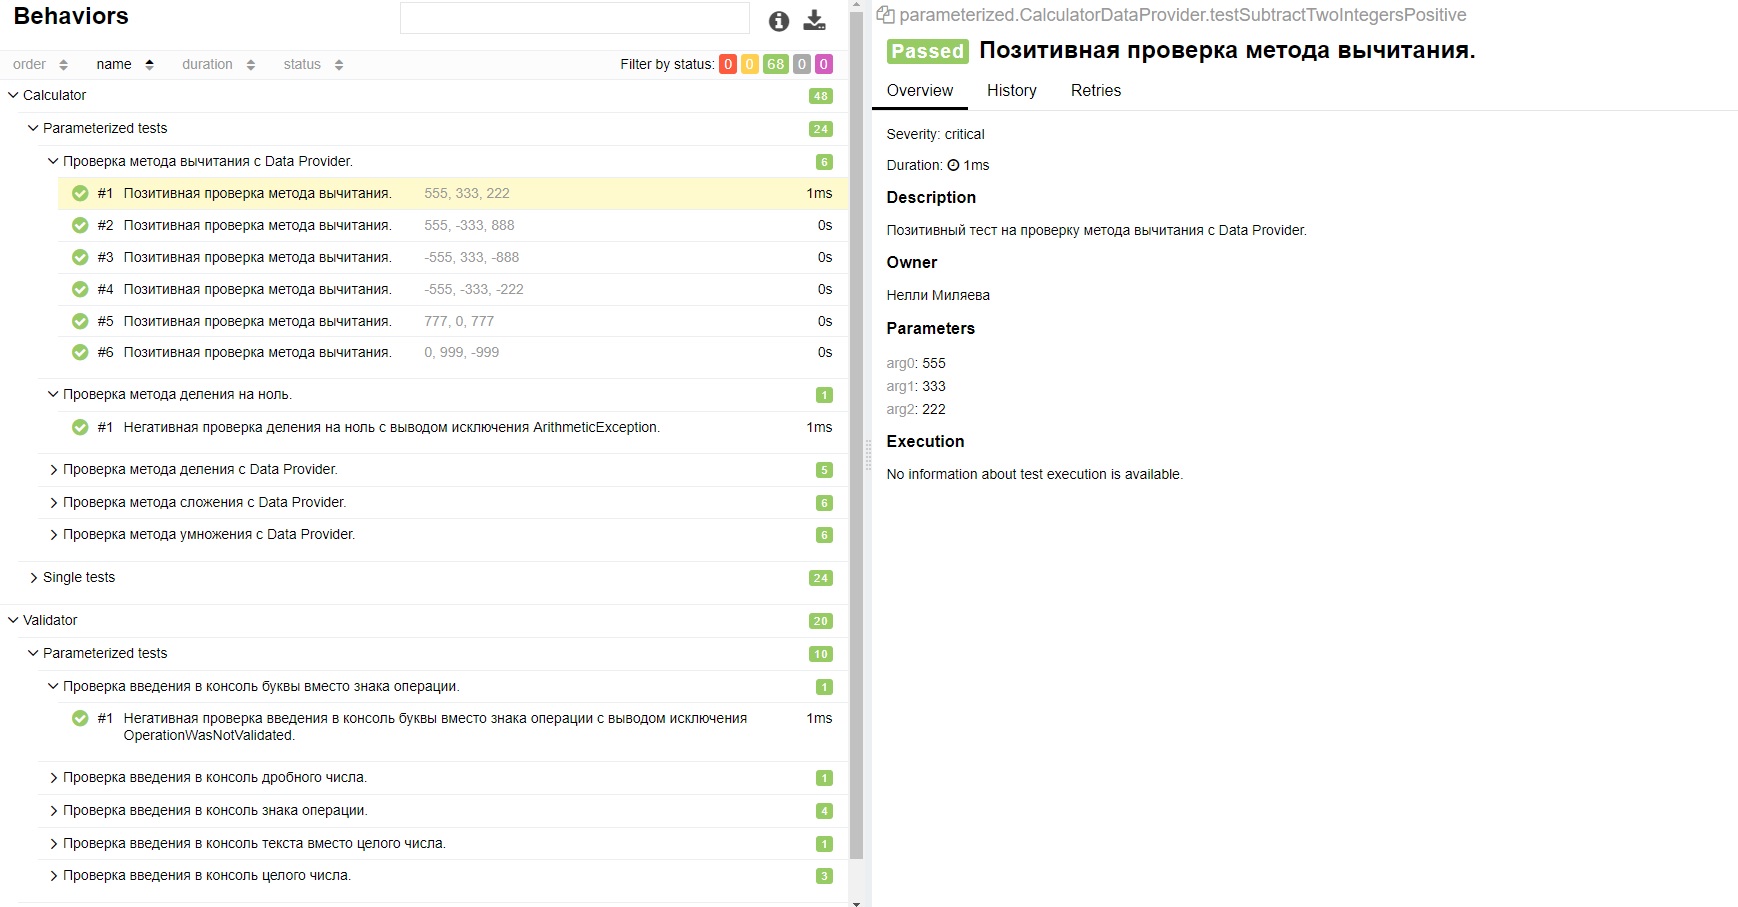 Behaviors
order name duration status Filter by status: 0 0 68 0 0
Calculator 48
Parameterized tests 24
Проверка метода вычитания с Data Provider. 6
#1 Позитивная проверка метода вычитания. 555, 333, 222 1ms
#2 Позитивная проверка метода вычитания. 555, -333, 888 0s
#3 Позитивная проверка метода вычитания. -555, 333, -888 0s
#4 Позитивная проверка метода вычитания. -555, -333, -222 0s
#5 Позитивная проверка метода вычитания. 777, 0, 777 0s
#6 Позитивная проверка метода вычитания. 0, 999, -999 0s
Проверка метода деления на ноль. 1
#1 Негативная проверка деления на ноль с выводом исключения ArithmeticException. 1ms
Проверка метода деления с Data Provider. 5
Проверка метода сложения с Data Provider. 6
Проверка метода умножения с Data Provider. 6
Single tests 24
Validator 20
Parameterized tests 10
Проверка введения в консоль буквы вместо знака операции. 1
#1 Негативная проверка введения в консоль буквы вместо знака операции с выводом исключения 1ms
OperationWasNotValidated.
Проверка введения в консоль дробного числа. 1
Проверка введения в консоль знака операции. 4
Проверка введения в консоль текста вместо целого числа. 1
Проверка введения в консоль целого числа. 3
parameterized.CalculatorDataProvider.testSubtractTwoIntegersPositive
Passed Позитивная проверка метода вычитания.
Overview History Retries
Severity: critical
Duration: 1ms
Description
Позитивный тест на проверку метода вычитания с Data Provider.
Owner
Нелли Миляева
Parameters
arg0: 555
arg1: 333
arg2: 222
Execution
No information about test execution is available.